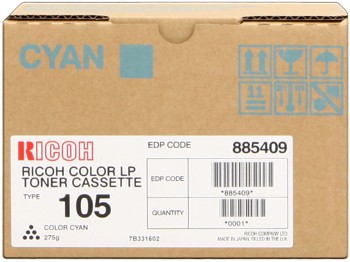 CYAN
RICOH
EDP CODE 885409
RICOH COLOR LP
TONER CASSETTE
TYPE 105
EDP CODE
*885409*
QUANTITY
*0001*
COLOR CYAN
275g 7B331602
RICOH COMPANY LTD.
MADE IN JAPAN, FILLED IN THE USA